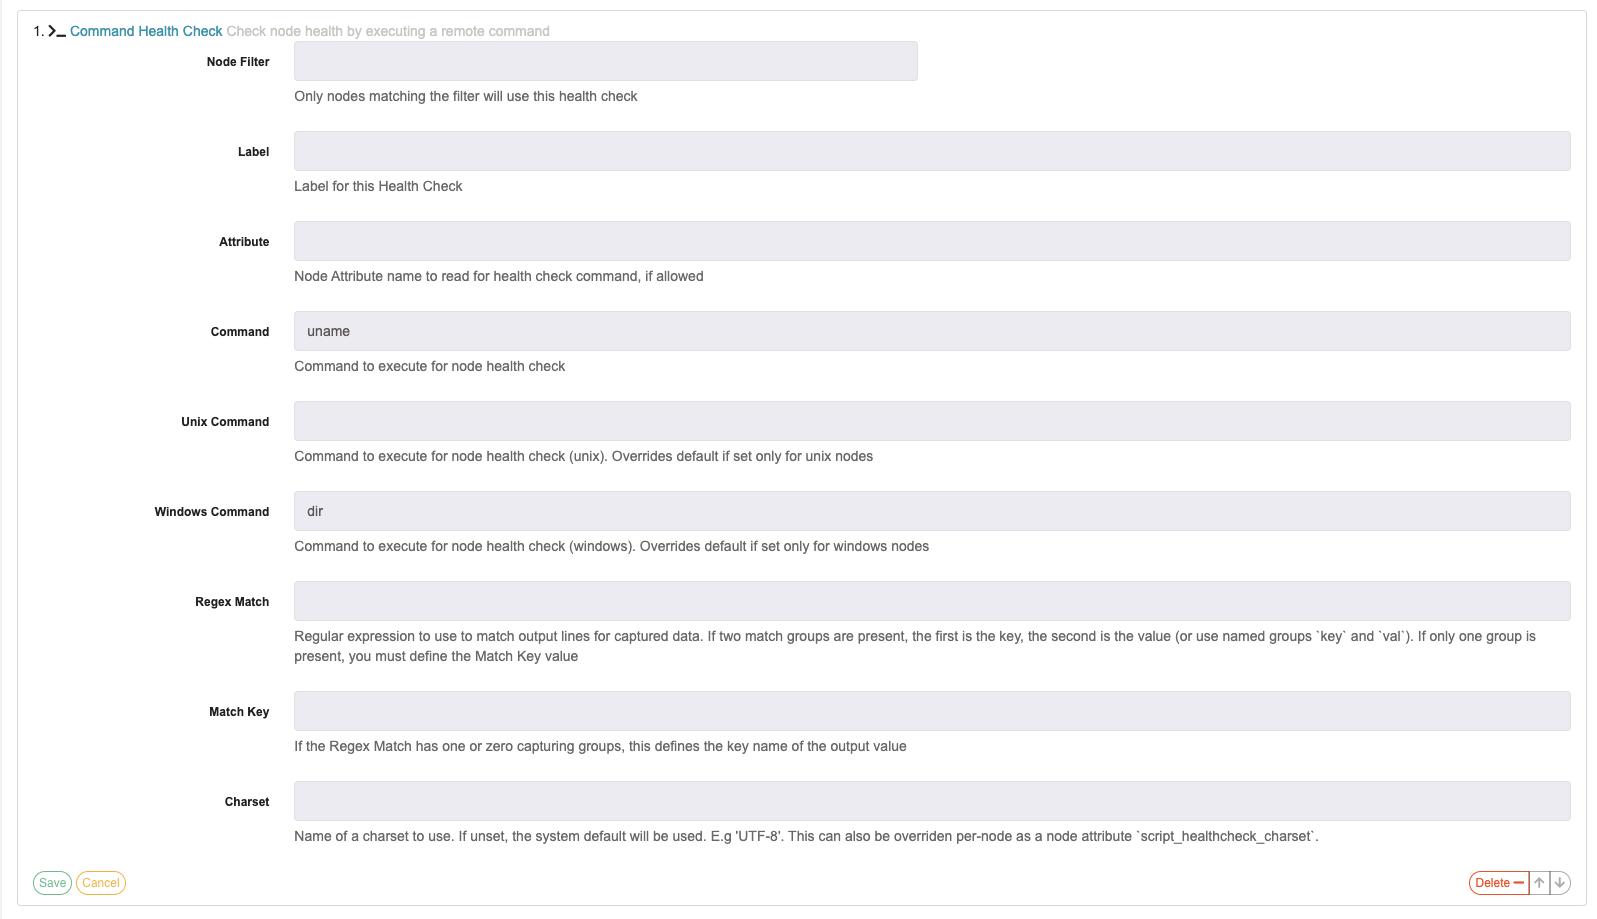 1. Command Health Check Check node health by executing a remote command
Node Filter
Only nodes matching the filter will use this health check
Label
Label for this Health Check
Attribute
Node Attribute name to read for health check command, if allowed
Command
uname
Command to execute for node health check
Unix Command
Command to execute for node health check (unix). Overrides default if set only for unix nodes
Windows Command
dir
Command to execute for node health check (windows). Overrides default if set only for windows nodes
Regex Match
Regular expression to use to match output lines for captured data. If two match groups are present, the first is the key, the second is the value (or use named groups `key` and `val`). If only one group is
present, you must define the Match Key value
Match Key
If the Regex Match has one or zero capturing groups, this defines the key name of the output value
Charset
Name of a charset to use. If unset, the system default will be used. E.g 'UTF-8'. This can also be overriden per-node as a node attribute `script_healthcheck_charset`.
Save Cancel Delete